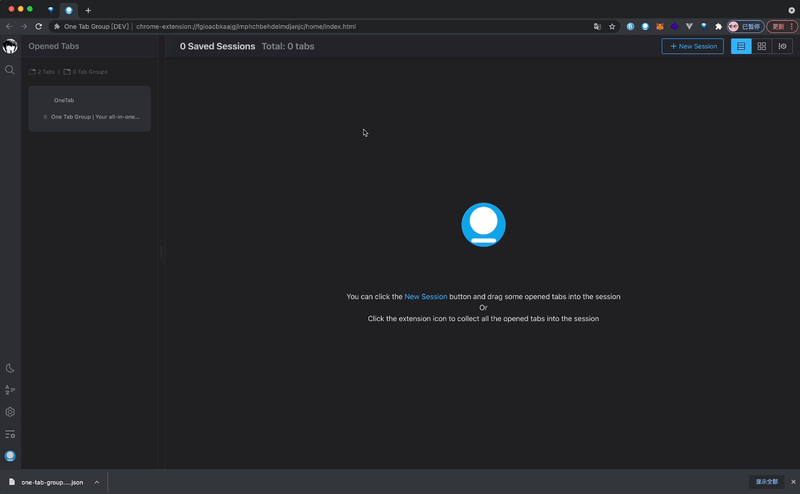 One Tab Group [DEV] | chrome-extension://fgioacbkaajgjlmphchbehdelmdjanjc/home/index.html
已暂停
更新
Opened Tabs
0 Saved Sessions Total: 0 tabs
+ New Session
2 Tabs
Tab Groups
OneTab
One Tab Group | Your all-in-one...
You can click the New Session button and drag some opened tabs into the session
Or
Click the extension icon to collect all the opened tabs into the session
one-tab-group....json
显示全部